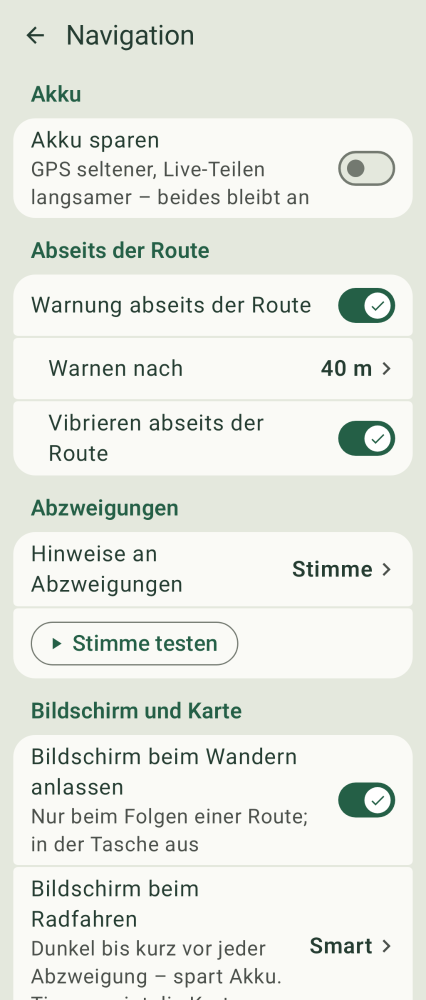 Navigation
Akku
Akku sparen
GPS seltener, Live-Teilen
langsamer – beides bleibt an
Abseits der Route
Warnung abseits der Route
Warnen nach
40 m
Vibrieren abseits der
Route
Abzweigungen
Hinweise an
Abzweigungen
Stimme
Stimme testen
Bildschirm und Karte
Bildschirm beim Wandern
anlassen
Nur beim Folgen einer Route;
in der Tasche aus
Bildschirm beim
Radfahren
Dunkel bis kurz vor jeder
Abzweigung – spart Akku.
Smart